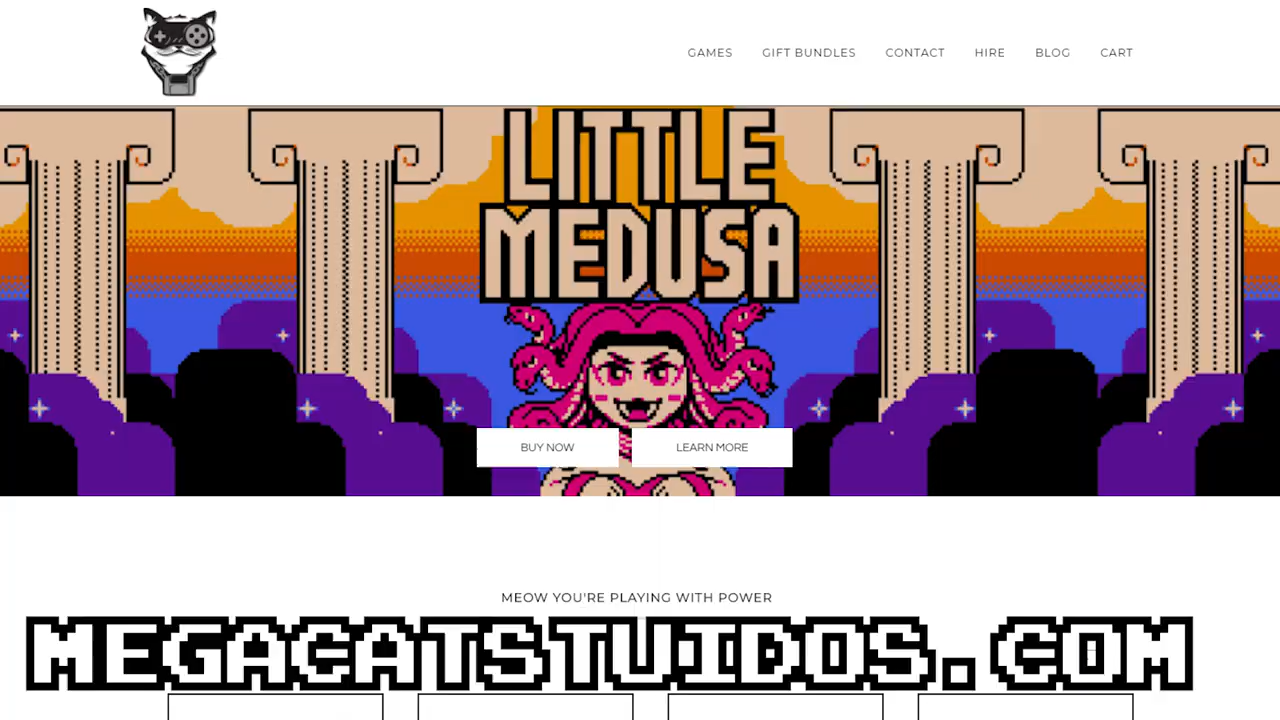 GAMES GIFT BUNDLES CONTACT HIRE BLOG CART
LITTLE
MEDUSA
BUY NOW LEARN MORE
MEOW YOU'RE PLAYING WITH POWER
MEGACATSTUIDOS.COM